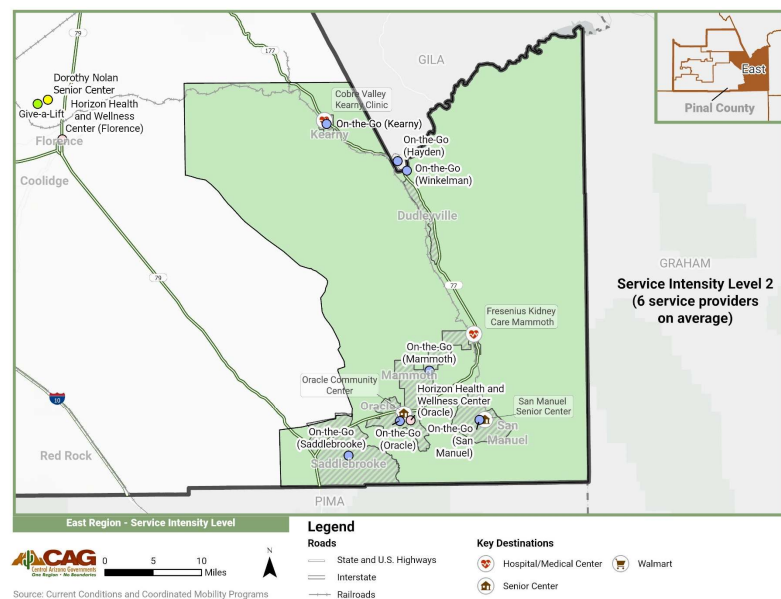 79
177
GILA
East
Pinal County
Dorothy Nolan
Senior Center
Horizon Health
and Wellness
Center (Florence)
Give-a-Lift
Florence
Coolidge
Cobre Valley
Kearny Clinic
On-the-Go (Kearny)
Kearny
On-the-Go
(Hayden)
On-the-Go
(Winkelman)
Dudleyville
GRAHAM
79
77
Service Intensity Level 2
(6 service providers
on average)
Fresenius Kidney
Care Mammoth
On-the-Go
(Mammoth)
Mammoth
Oracle Community
Center
Horizon Health and
Wellness Center
(Oracle)
San Manuel
Senior Center
Oracle
10
On-the-Go
(Saddlebrooke)
On-the-Go
(Oracle)
On-the-Go
(San
Manuel)
San
Manuel
Red Rock
Saddlebrooke
PIMA
East Region - Service Intensity Level
CAG
Central Arizona Governments
One Region • No Boundaries
0 5 10
Miles
N
Source: Current Conditions and Coordinated Mobility Programs
Legend
Roads
State and U.S. Highways
Interstate
Railroads
Key Destinations
Hospital/Medical Center
Walmart
Senior Center